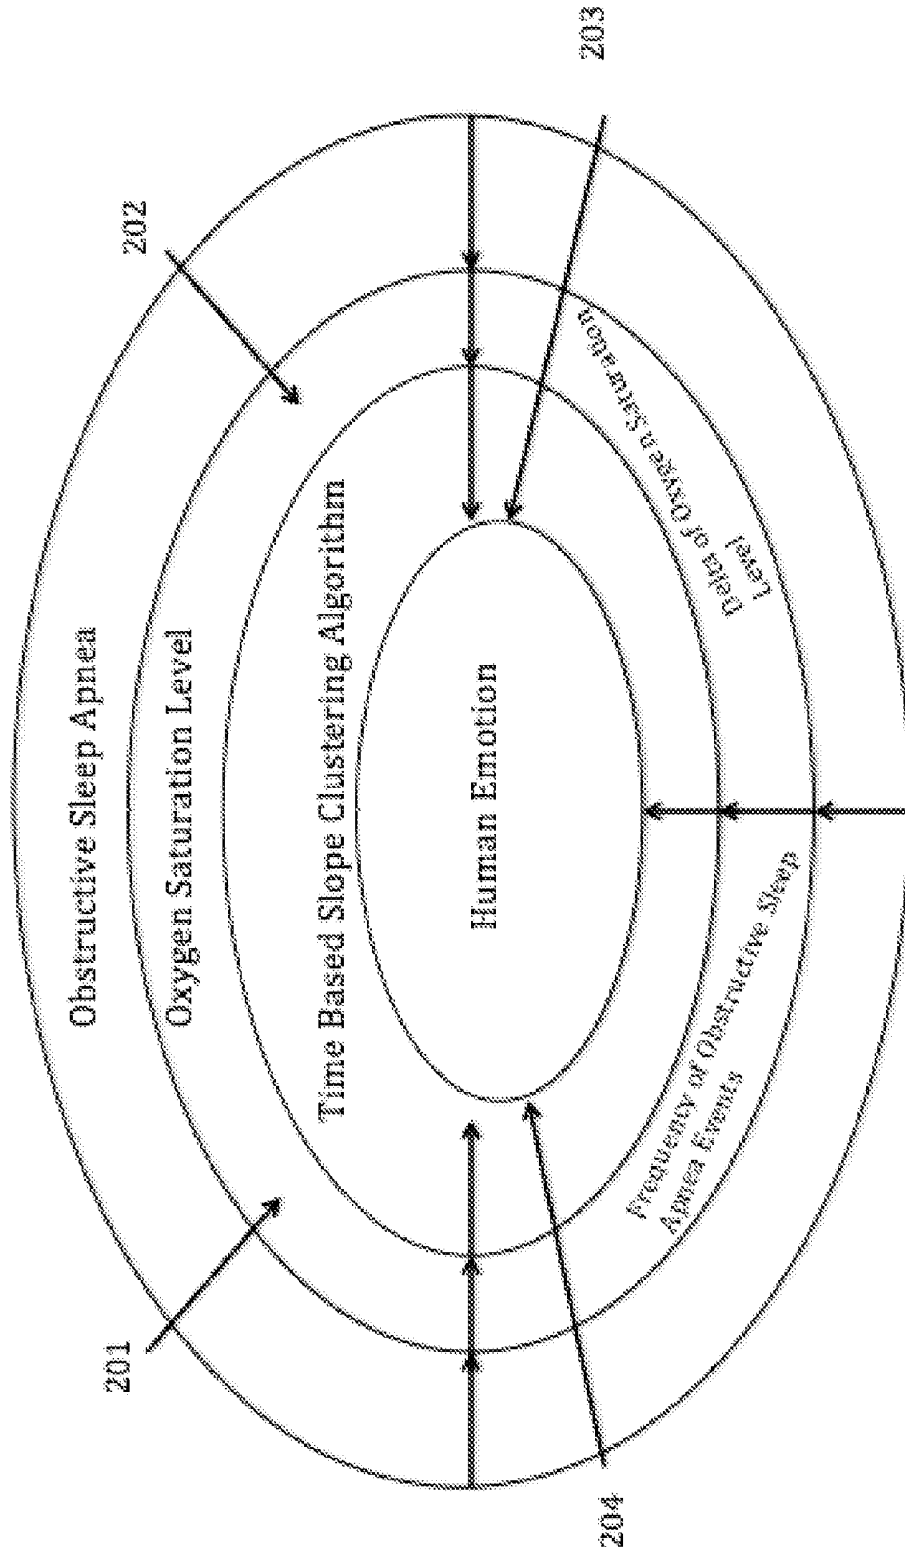 Obstructive Sleep Apnea
Oxygen Saturation Level
Time Based Slope Clustering Algorithm
Human Emotion
Frequency of Obstructive Sleep
Apnea Events
Delta of Oxygen Saturation
Level
201
202
203
204